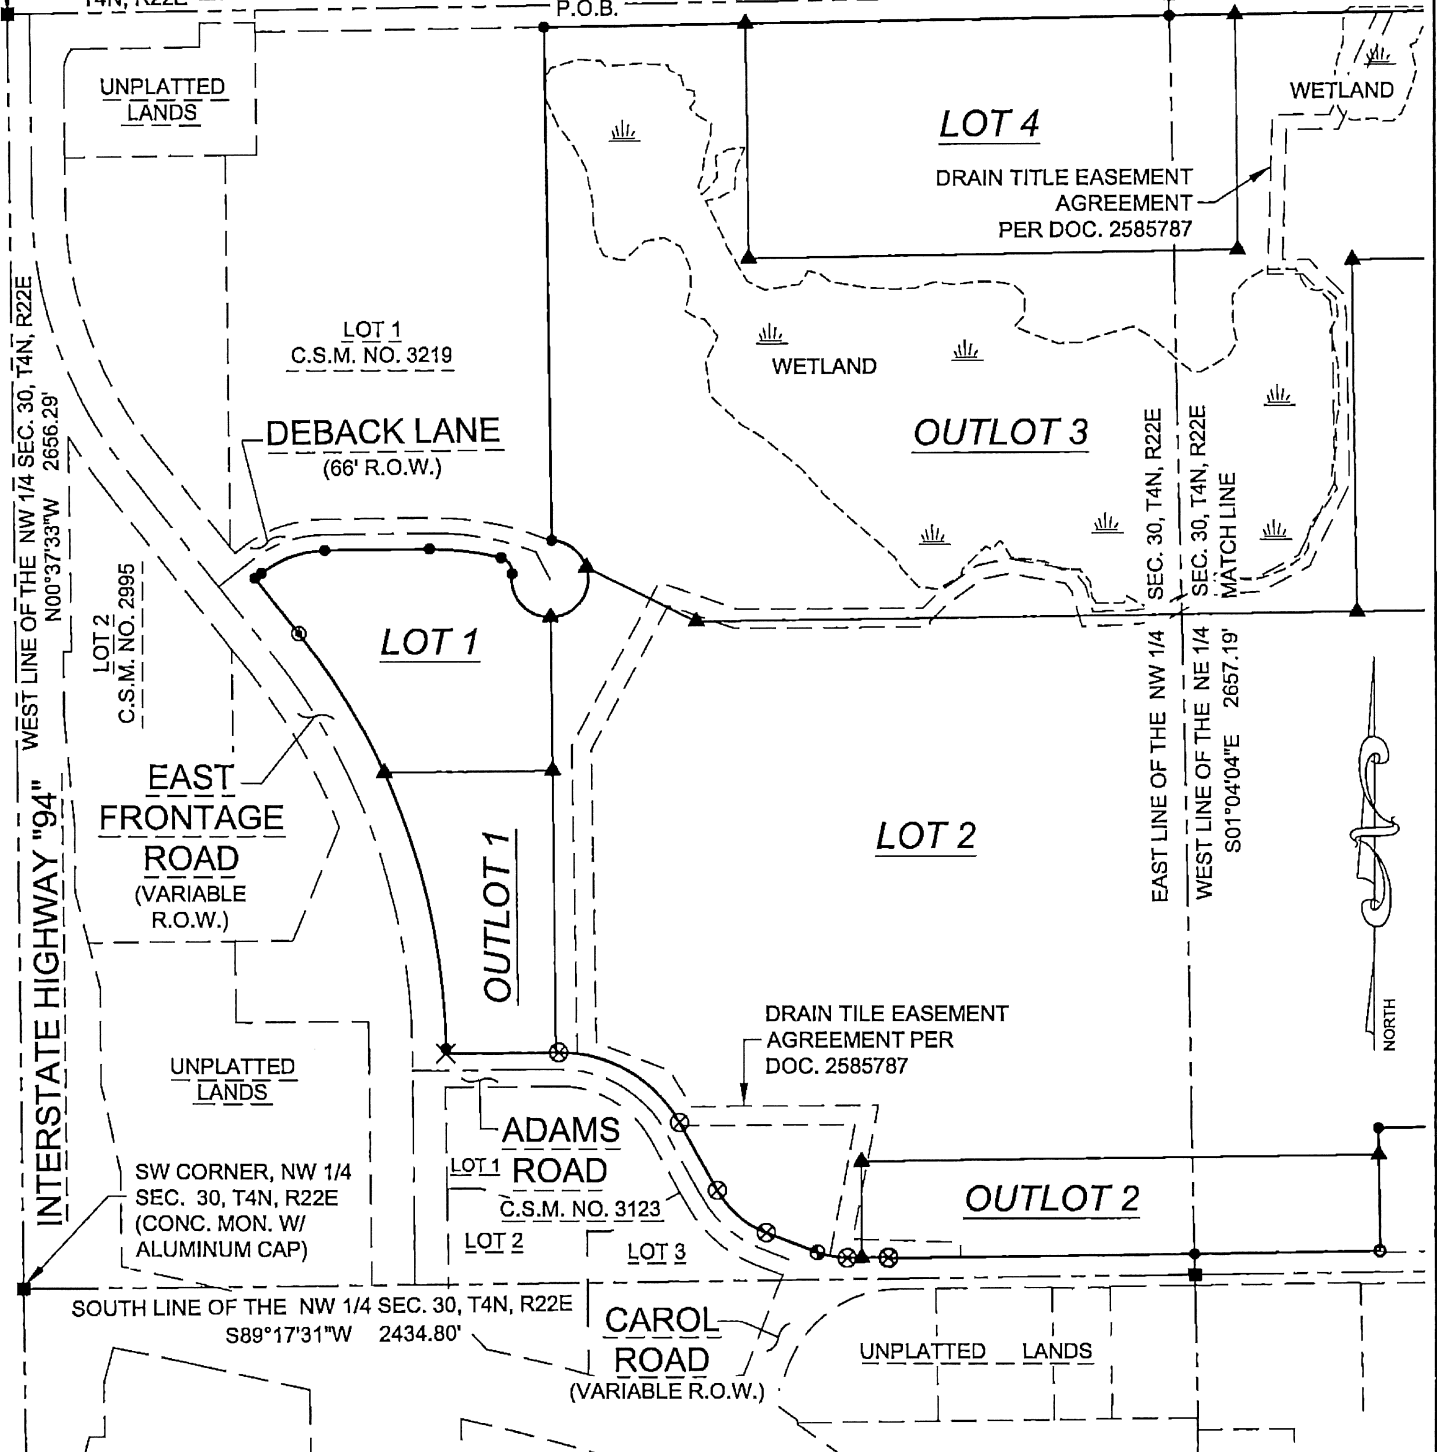 T4N, R22E
P.O.B.
UNPLATTED
LANDS
WETLAND
LOT 4
DRAIN TITLE EASEMENT
AGREEMENT
PER DOC. 2585787
LOT 1
C.S.M. NO. 3219
WETLAND
DEBACK LANE
(66' R.O.W.)
OUTLOT 3
WEST LINE OF THE NW 1/4 SEC. 30, T4N, R22E
N00°37'33"W 2656.29'
EAST LINE OF THE NW 1/4 SEC. 30, T4N, R22E
WEST LINE OF THE NE 1/4 SEC. 30, T4N, R22E
S01°04'04"E 2657.19'
MATCH LINE
LOT 2
C.S.M. NO. 2995
LOT 1
EAST
FRONTAGE
ROAD
(VARIABLE
R.O.W.)
INTERSTATE HIGHWAY "94"
OUTLOT 1
LOT 2
NORTH
DRAIN TILE EASEMENT
AGREEMENT PER
DOC. 2585787
UNPLATTED
LANDS
ADAMS
ROAD
LOT 1
C.S.M. NO. 3123
LOT 2
LOT 3
OUTLOT 2
SW CORNER, NW 1/4
SEC. 30, T4N, R22E
(CONC. MON. W/
ALUMINUM CAP)
SOUTH LINE OF THE NW 1/4 SEC. 30, T4N, R22E
S89°17'31"W 2434.80'
CAROL
ROAD
(VARIABLE R.O.W.)
UNPLATTED LANDS